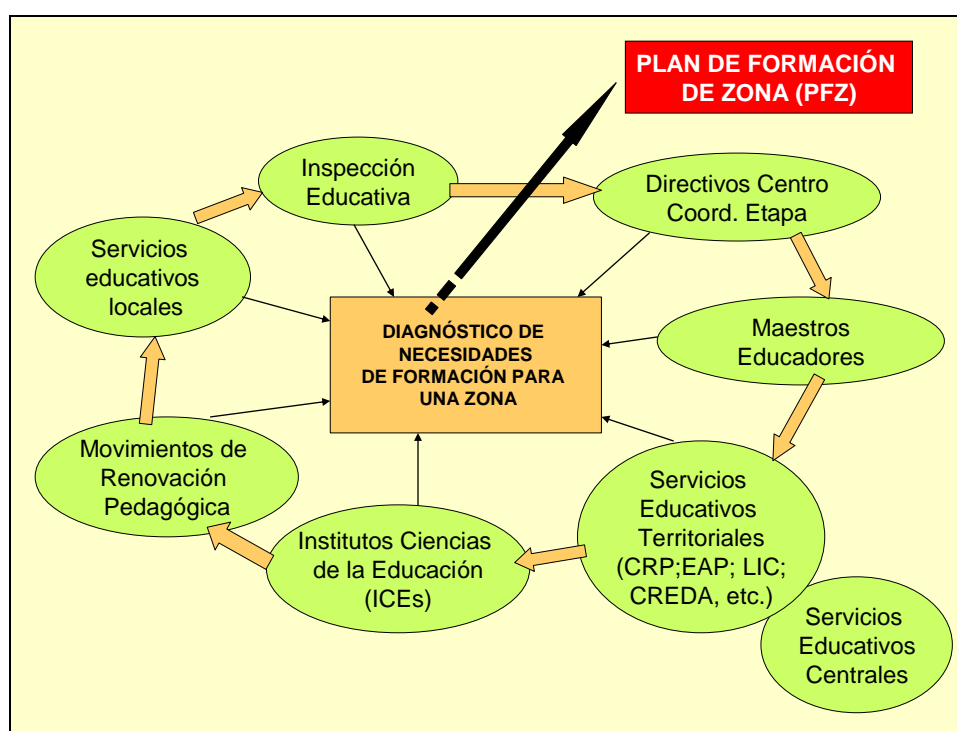 PLAN DE FORMACIÓN
DE ZONA (PFZ)
Inspección
Educativa
Directivos Centro
Coord. Etapa
Servicios
educativos
locales
DIAGNÓSTICO DE
NECESIDADES
DE FORMACIÓN PARA
UNA ZONA
Maestros
Educadores
Movimientos de
Renovación
Pedagógica
Servicios
Educativos
Territoriales
(CRP;EAP; LIC;
CREDA, etc.)
Institutos Ciencias
de la Educación
(ICEs)
Servicios
Educativos
Centrales